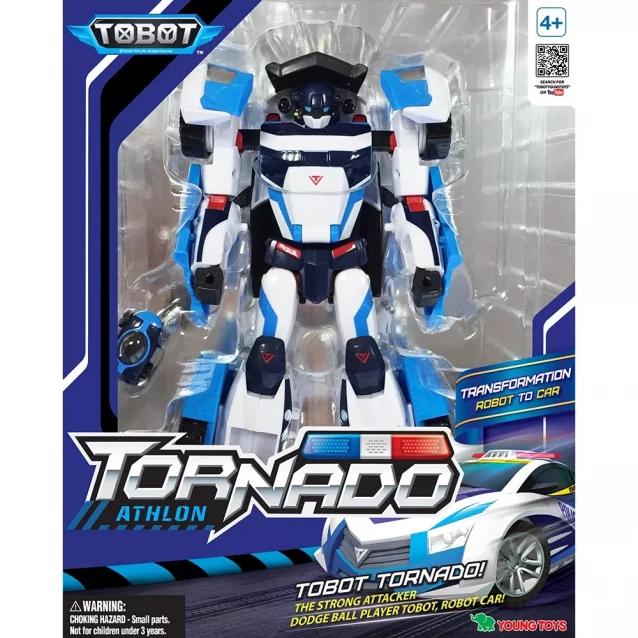 TOBOT
TM
4+
SEARCH FOR
"TOBOTYOUNGTOYS"
ON YouTube
TRANSFORMATION
ROBOT TO CAR
TORNADO
ATHLON
TOBOT TORNADO!
THE STRONG ATTACKER
DODGE BALL PLAYER TOBOT, ROBOT CAR!
WARNING:
CHOKING HAZARD - Small parts.
Not for children under 3 years.
YOUNG TOYS